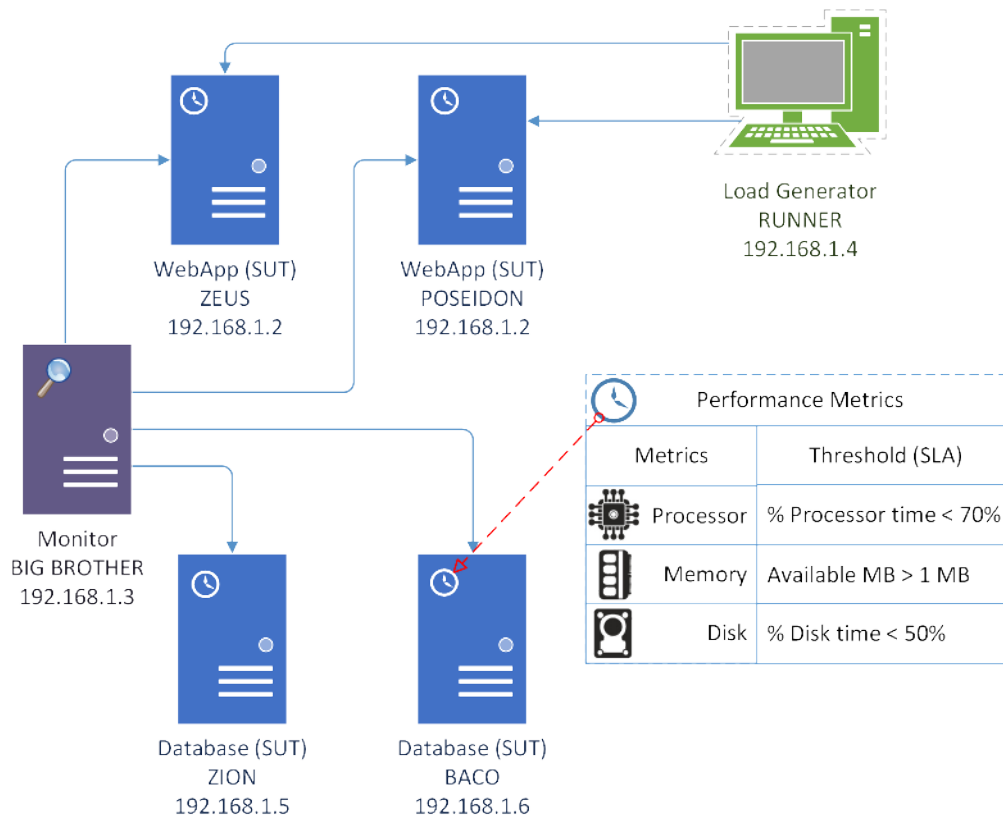 Load Generator
RUNNER
192.168.1.4
WebApp (SUT)
ZEUS
192.168.1.2
WebApp (SUT)
POSEIDON
192.168.1.2
Monitor
BIG BROTHER
192.168.1.3
Performance Metrics
Metrics
Threshold (SLA)
Processor
% Processor time < 70%
Memory
Available MB > 1 MB
Disk
% Disk time < 50%
Database (SUT)
ZION
192.168.1.5
Database (SUT)
BACO
192.168.1.6